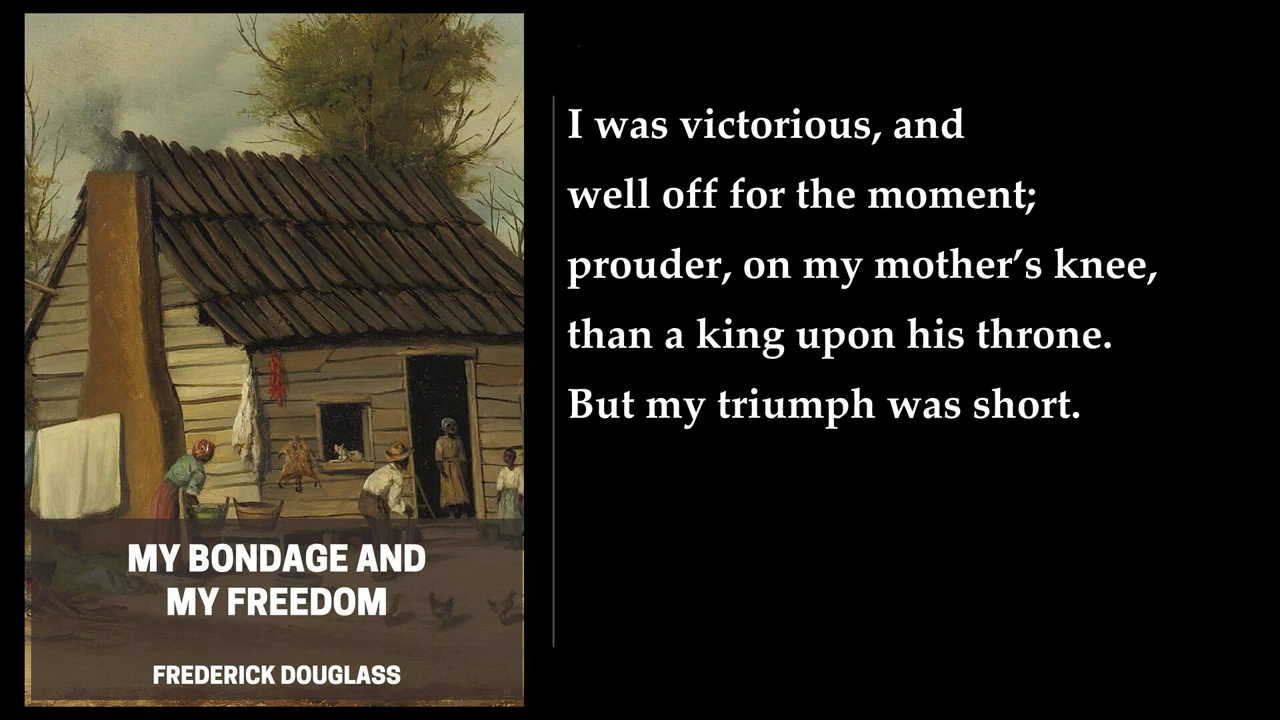 MY BONDAGE AND
MY FREEDOM
FREDERICK DOUGLASS
I was victorious, and
well off for the moment;
prouder, on my mother’s knee,
than a king upon his throne.
But my triumph was short.